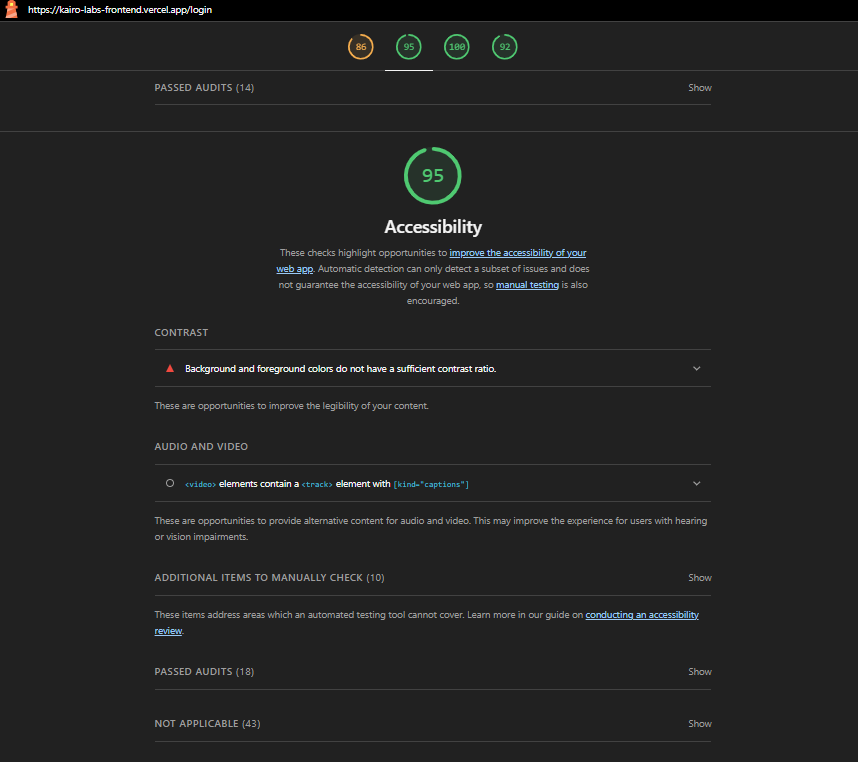 https://kairo-labs-frontend.vercel.app/login
86 95 100 92
PASSED AUDITS (14) Show
95
Accessibility
These checks highlight opportunities to improve the accessibility of your
web app. Automatic detection can only detect a subset of issues and does
not guarantee the accessibility of your web app, so manual testing is also
encouraged.
CONTRAST
Background and foreground colors do not have a sufficient contrast ratio.
These are opportunities to improve the legibility of your content.
AUDIO AND VIDEO
<video> elements contain a <track> element with [kind="captions"]
These are opportunities to provide alternative content for audio and video. This may improve the experience for users with hearing
or vision impairments.
ADDITIONAL ITEMS TO MANUALLY CHECK (10) Show
These items address areas which an automated testing tool cannot cover. Learn more in our guide on conducting an accessibility
review.
PASSED AUDITS (18) Show
NOT APPLICABLE (43) Show